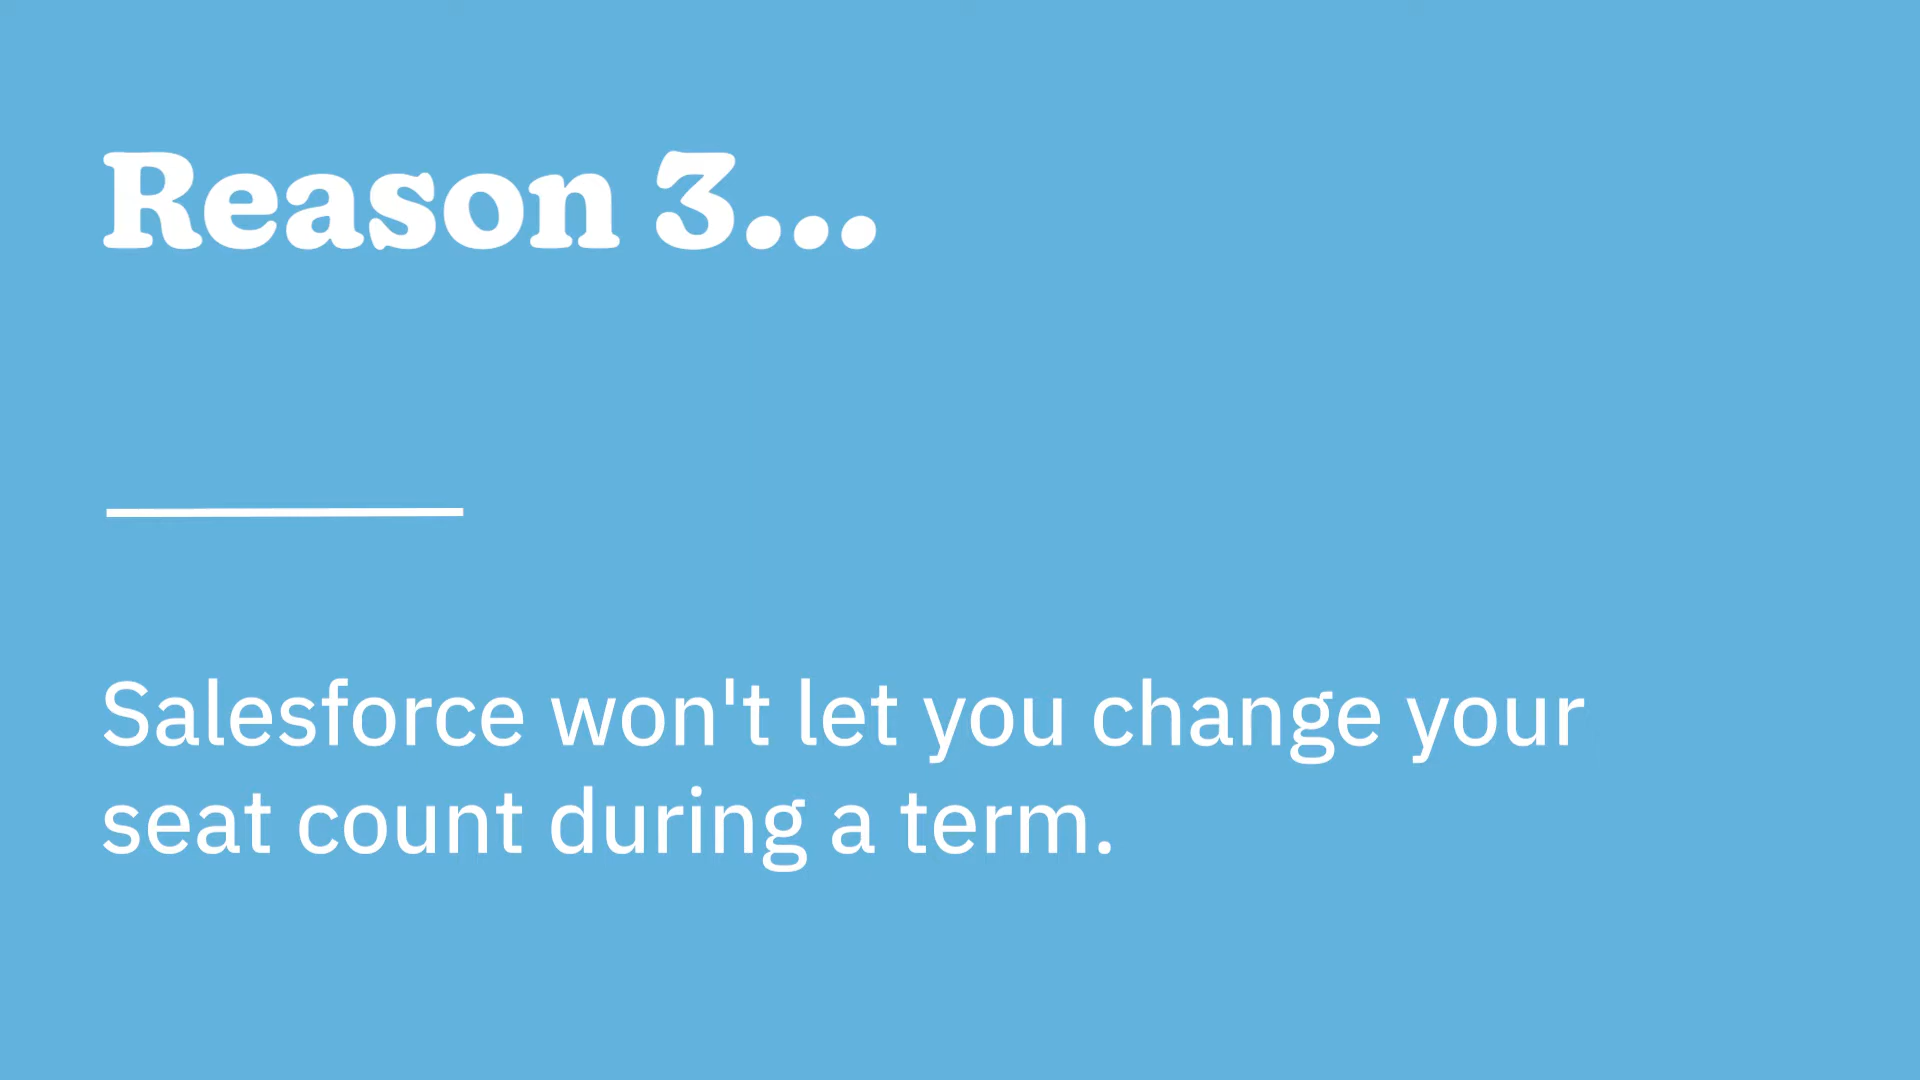 Reason 3...
Salesforce won't let you change your
seat count during a term.